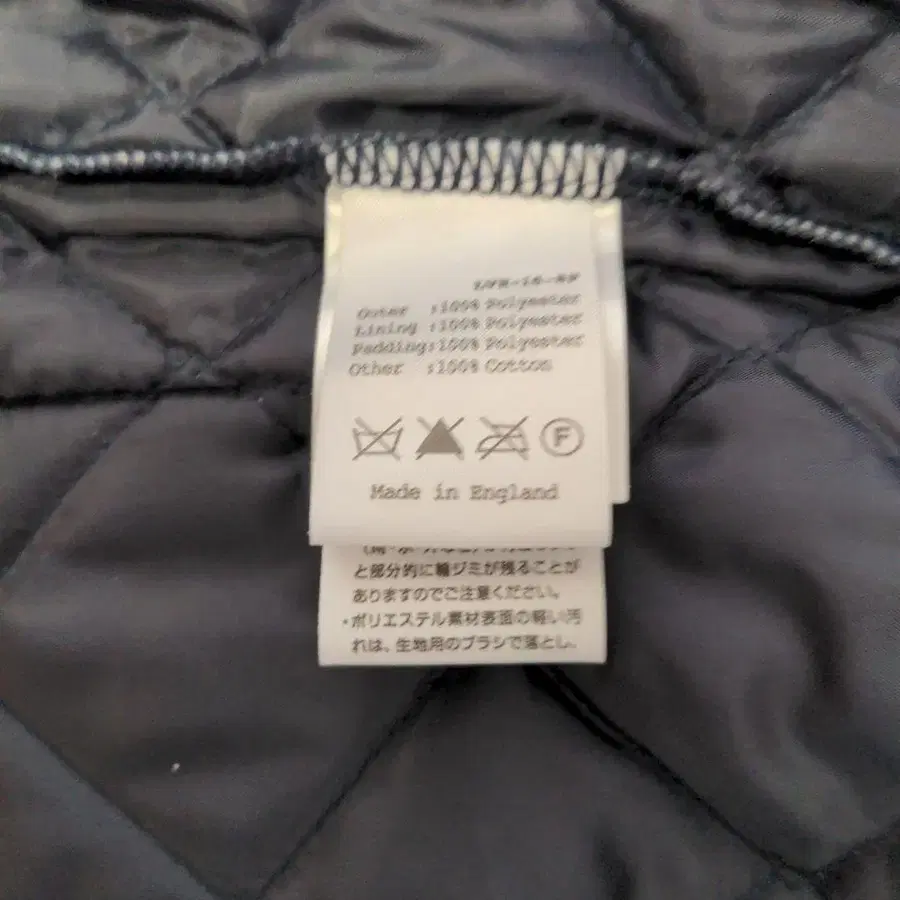 Outer :100% Polyester
Lining :100% Polyester
Padding:100% Polyester
Other :100% Cotton
F
Made in England
と部分的に輪ジミが残ることが
ありますのでご注意ください。
・ポリエステル素材表面の軽い汚
れは、生地用のブラシで落とし、